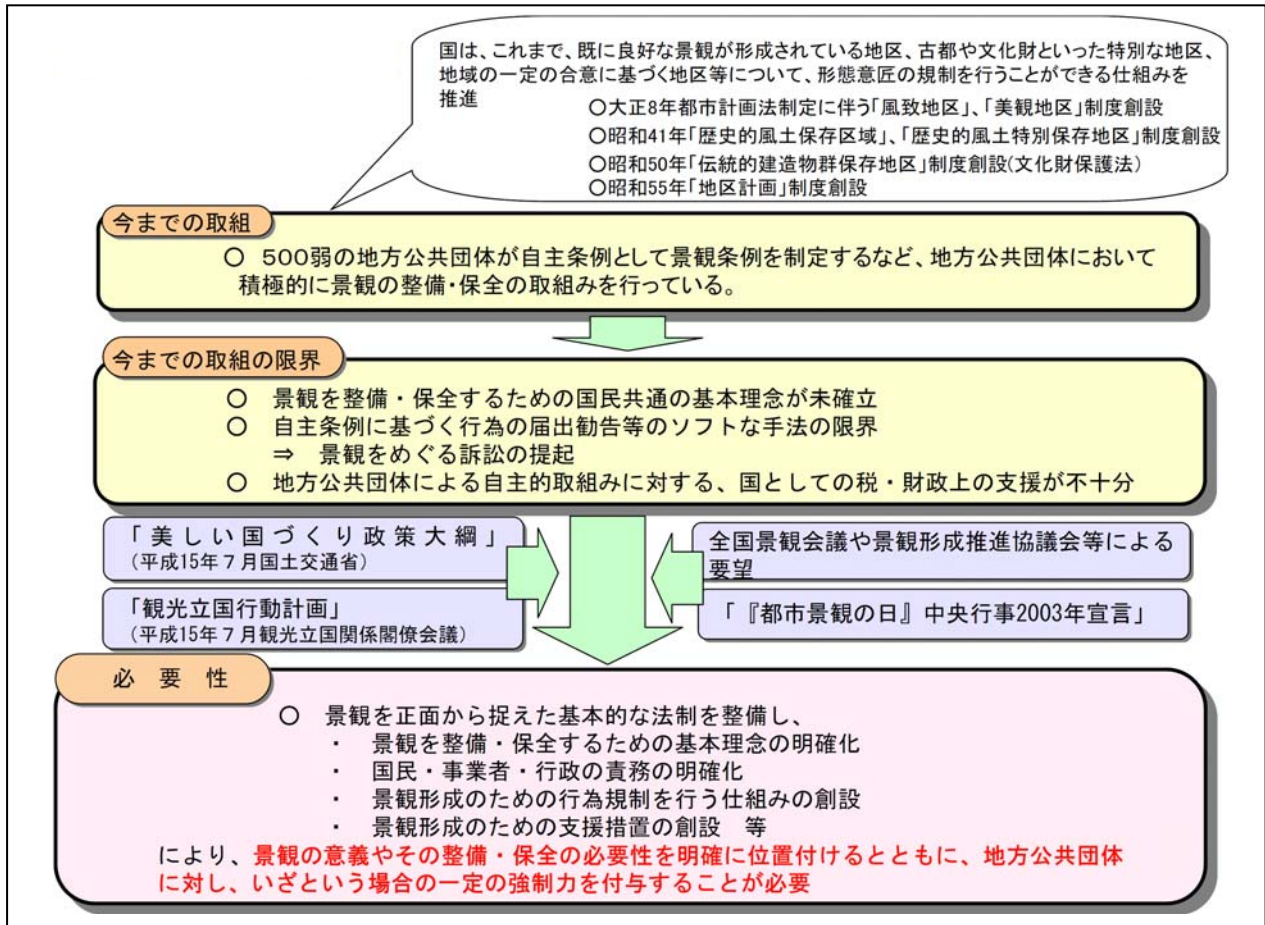 国は、これまで、既に良好な景観が形成されている地区、古都や文化財といった特別な地区、
地域の一定の合意に基づく地区等について、形態意匠の規制を行うことができる仕組みを
推進
○大正8年都市計画法制定に伴う「風致地区」、「美観地区」制度創設
○昭和41年「歴史的風土保存区域」、「歴史的風土特別保存地区」制度創設
○昭和50年「伝統的建造物群保存地区」制度創設(文化財保護法)
○昭和55年「地区計画」制度創設
今までの取組
○ 500弱の地方公共団体が自主条例として景観条例を制定するなど、地方公共団体において
積極的に景観の整備・保全の取組みを行っている。
今までの取組の限界
○ 景観を整備・保全するための国民共通の基本理念が未確立
○ 自主条例に基づく行為の届出勧告等のソフトな手法の限界
⇒ 景観をめぐる訴訟の提起
○ 地方公共団体による自主的取組みに対する、国としての税・財政上の支援が不十分
「美しい国づくり政策大綱」
(平成15年7月国土交通省)
「観光立国行動計画」
(平成15年7月観光立国関係閣僚会議)
全国景観会議や景観形成推進協議会等による
要望
「『都市景観の日』中央行事2003年宣言」
必 要 性
○ 景観を正面から捉えた基本的な法制を整備し、
・ 景観を整備・保全するための基本理念の明確化
・ 国民・事業者・行政の責務の明確化
・ 景観形成のための行為規制を行う仕組みの創設
・ 景観形成のための支援措置の創設 等
により、景観の意義やその整備・保全の必要性を明確に位置付けるとともに、地方公共団体
に対し、いざという場合の一定の強制力を付与することが必要